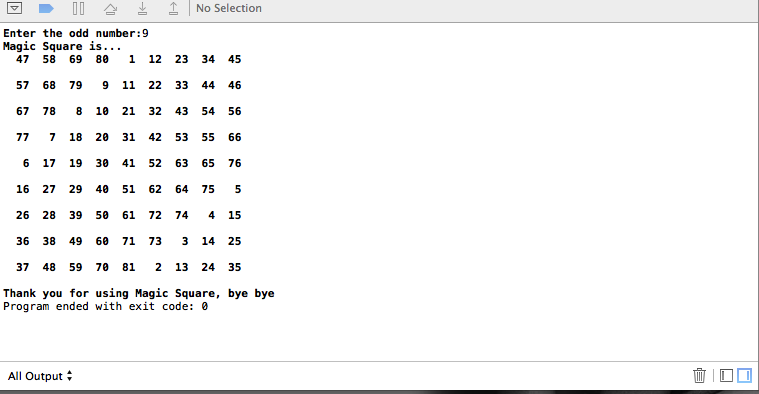 No Selection
Enter the odd number:9
Magic Square is...
47 58 69 80 1 12 23 34 45
57 68 79 9 11 22 33 44 46
67 78 8 10 21 32 43 54 56
77 7 18 20 31 42 53 55 66
6 17 19 30 41 52 63 65 76
16 27 29 40 51 62 64 75 5
26 28 39 50 61 72 74 4 15
36 38 49 60 71 73 3 14 25
37 48 59 70 81 2 13 24 35
Thank you for using Magic Square, bye bye
Program ended with exit code: 0
All Output